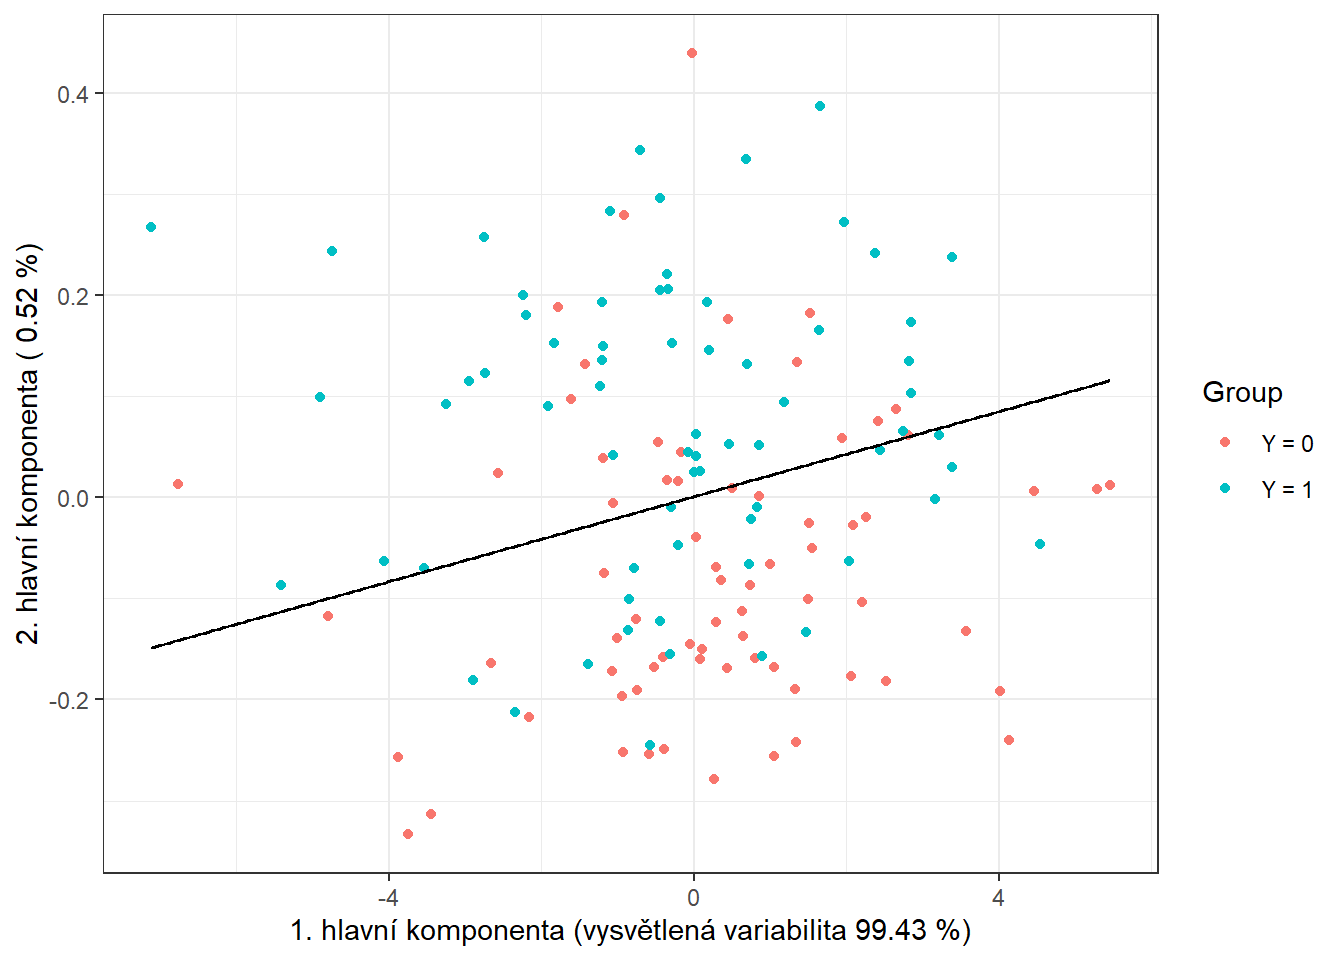 0.4
0.2
0.0
-0.2
2. hlavní komponenta ( 0.52 %)
-4
0
4
1. hlavní komponenta (vysvětlená variabilita 99.43 %)
Group
Y = 0
Y = 1